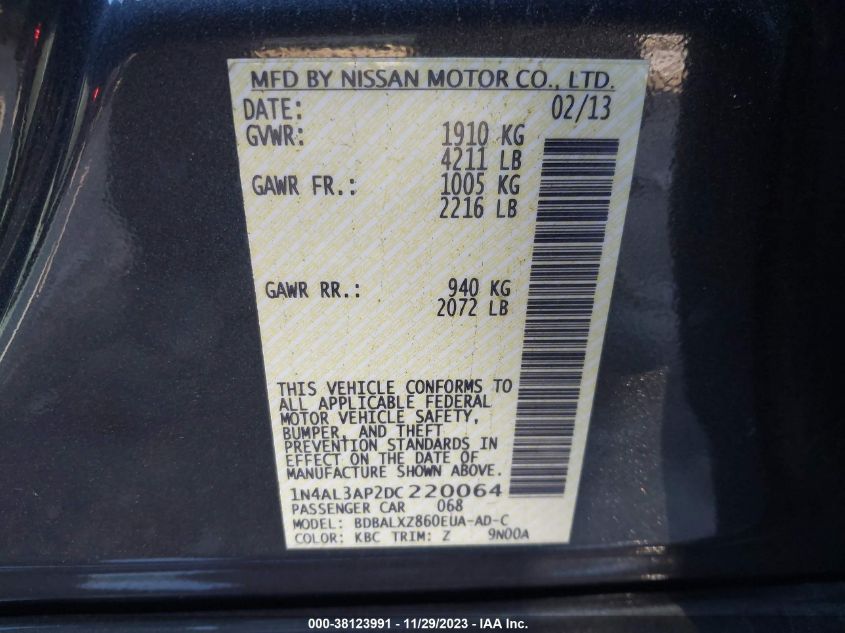 MFD BY NISSAN MOTOR CO., LTD.
DATE: 02/13
GVWR: 1910 KG
4211 LB
GAWR FR.: 1005 KG
2216 LB
GAWR RR.: 940 KG
2072 LB
THIS VEHICLE CONFORMS TO
ALL APPLICABLE FEDERAL
MOTOR VEHICLE SAFETY,
BUMPER, AND THEFT
PREVENTION STANDARDS IN
EFFECT ON THE DATE OF
MANUFACTURE SHOWN ABOVE.
1N4AL3AP2DC220064
PASSENGER CAR 068
MODEL: BDBALXZ860EUA-AD-C
COLOR: KBC TRIM: Z 9N00A
000-38123991 - 11/29/2023 - IAA Inc.